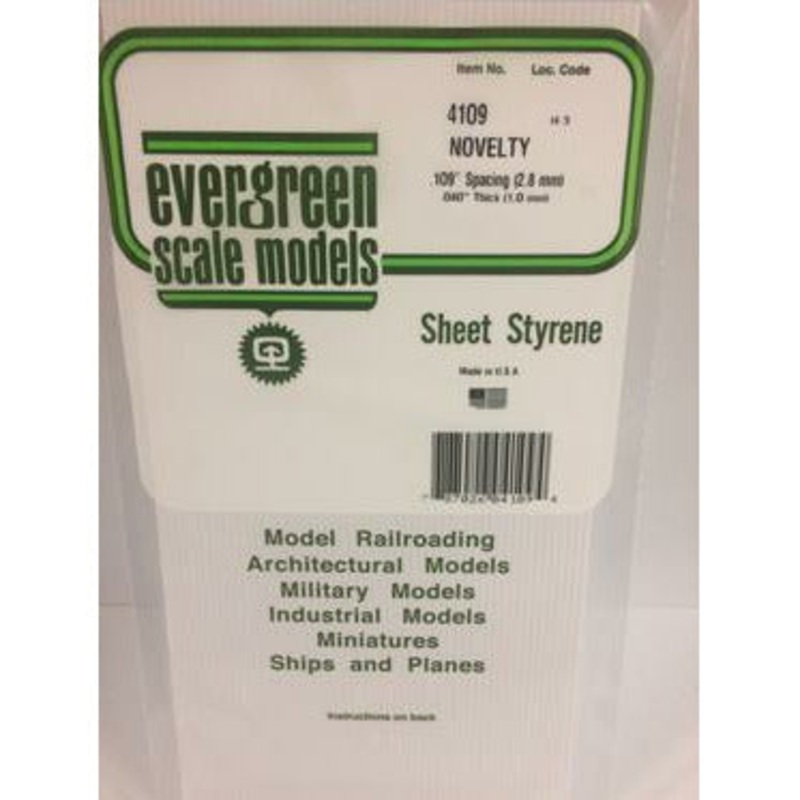 Item No. Loc. Code
4109
NOVELTY
.109" Spacing (2.8 mm)
.040" Thick (1.0 mm)
evergreen
scale models
Sheet Styrene
Made in U S A
Model Railroading
Architectural Models
Military Models
Industrial Models
Miniatures
Ships and Planes
Instructions on back